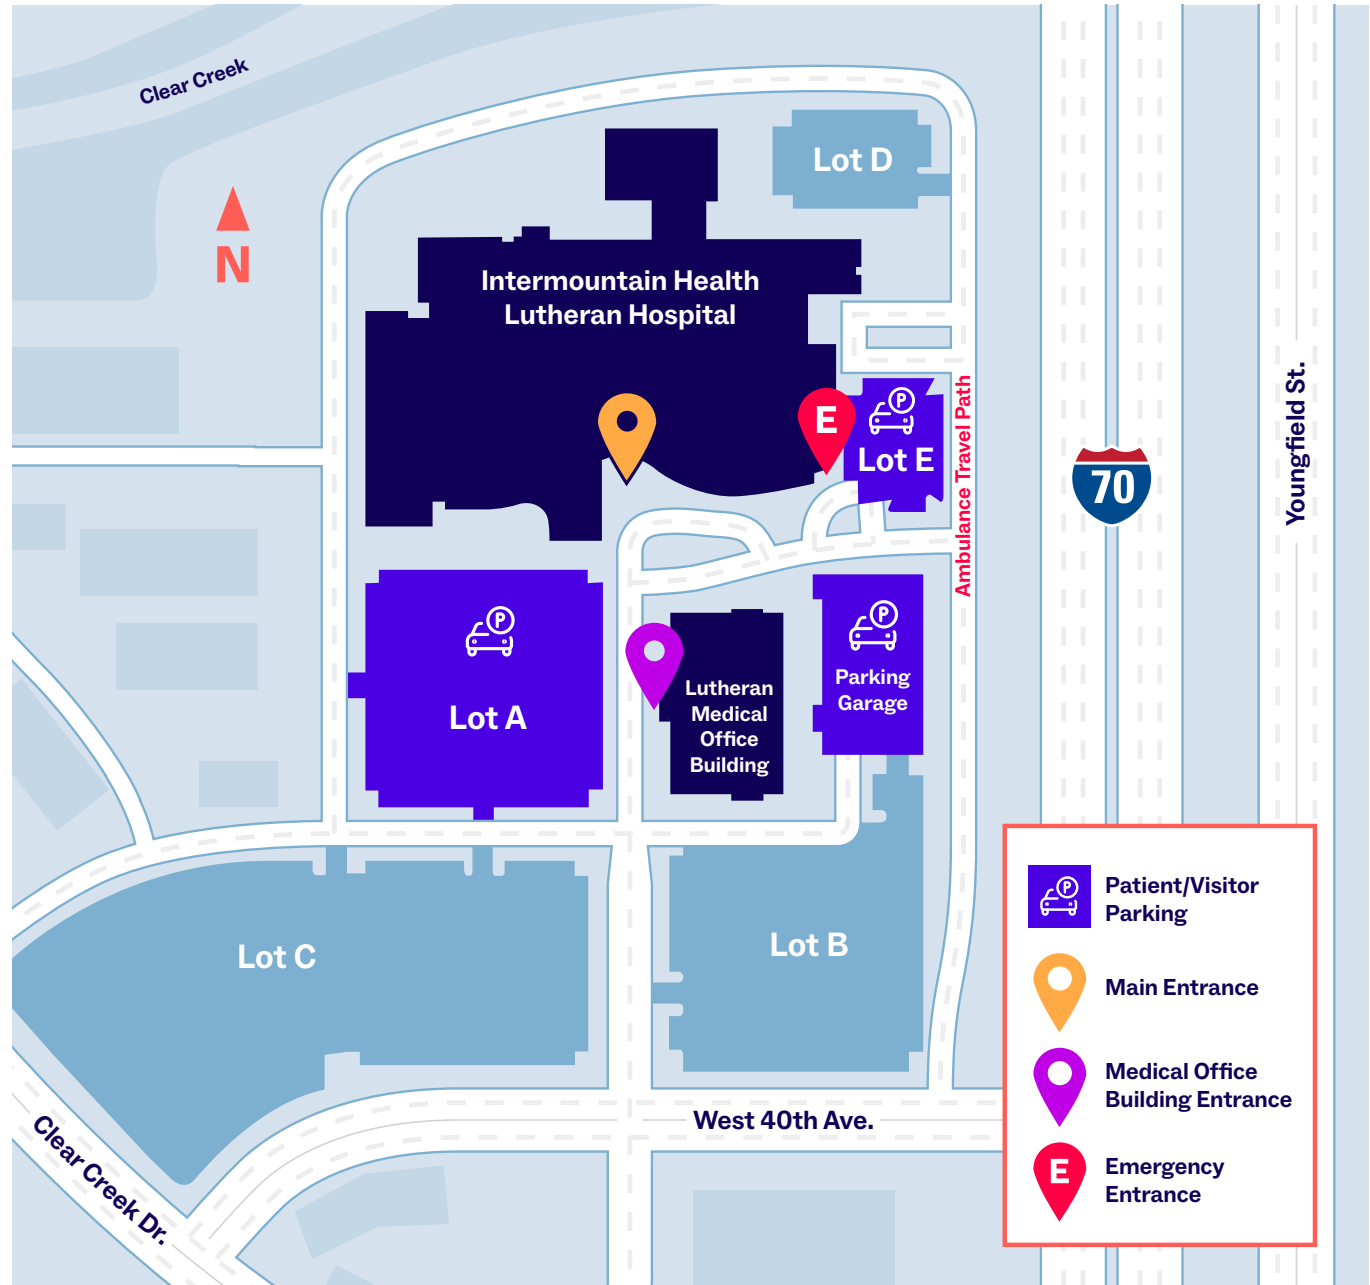 Clear Creek
N
Lot D
Intermountain Health
Lutheran Hospital
E
P
Lot E
Ambulance Travel Path
70
Youngfield St.
P
Lot A
Lutheran
Medical
Office
Building
P
Parking
Garage
Lot C
Lot B
West 40th Ave.
Clear Creek Dr.
P
Patient/Visitor
Parking
Main Entrance
Medical Office
Building Entrance
E
Emergency
Entrance